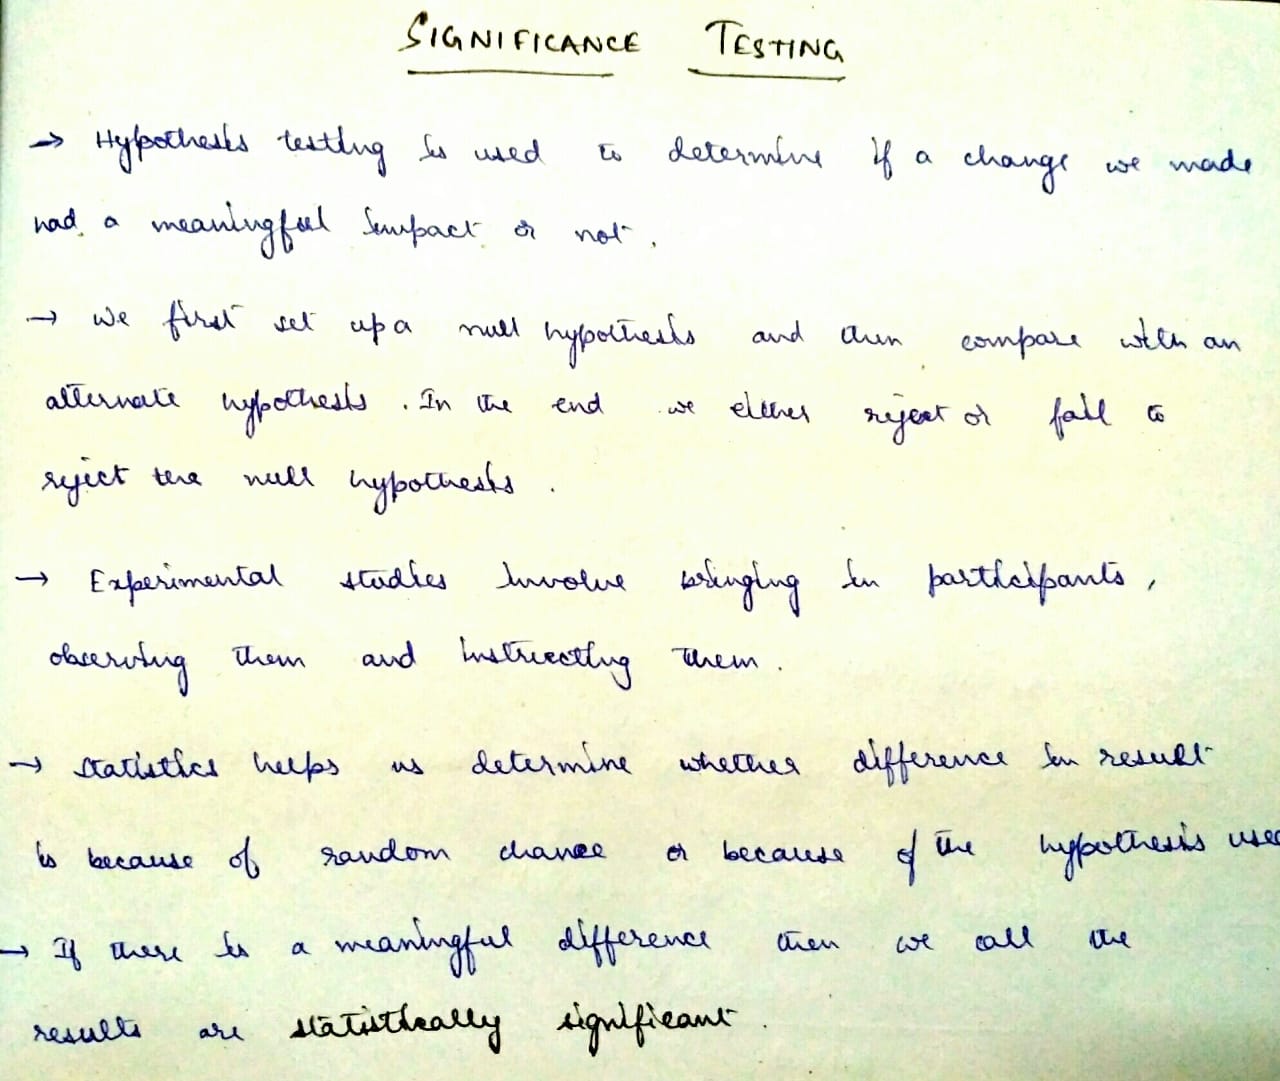 SIGNIFICANCE TESTING
→ Hypothesis testing is used to determine if a change we made
had a meaningful impact or not.
→ We first set up a null hypothesis and then compare with an
alternate hypothesis. In the end we either reject or fail to
reject the null hypothesis.
→ Experimental studies involve bringing in participants,
observing them and instructing them.
→ Statistics helps us determine whether difference in result
is because of random chance or because of the hypothesis used
→ If there is a meaningful difference then we call the
results are statistically significant.